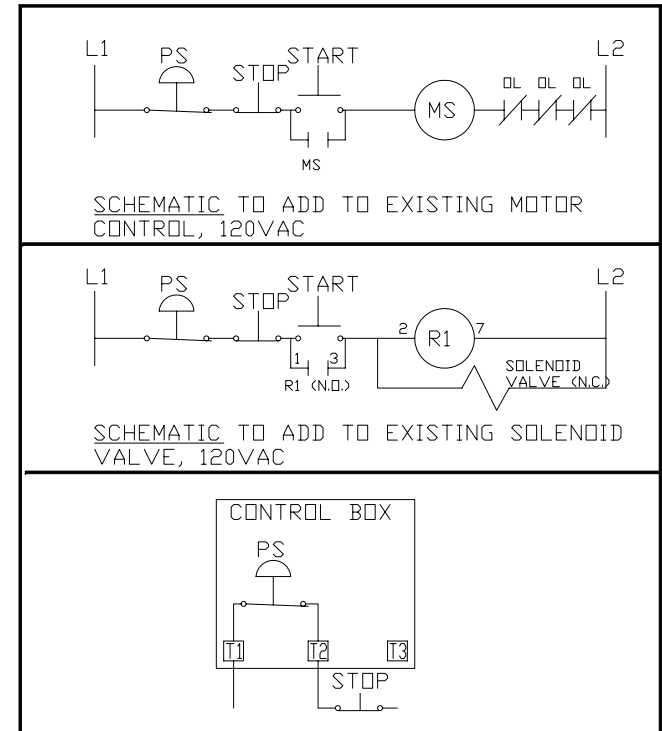 L1 PS STOP START MS OL OL OL L2
MS
SCHEMATIC TO ADD TO EXISTING MOTOR
CONTROL, 120VAC
L1 PS STOP START 2 R1 7 L2
1 3
R1 (N.O.)
SOLENOID
VALVE (N.C.)
SCHEMATIC TO ADD TO EXISTING SOLENOID
VALVE, 120VAC
CONTROL BOX
PS
T1 T2 T3
STOP